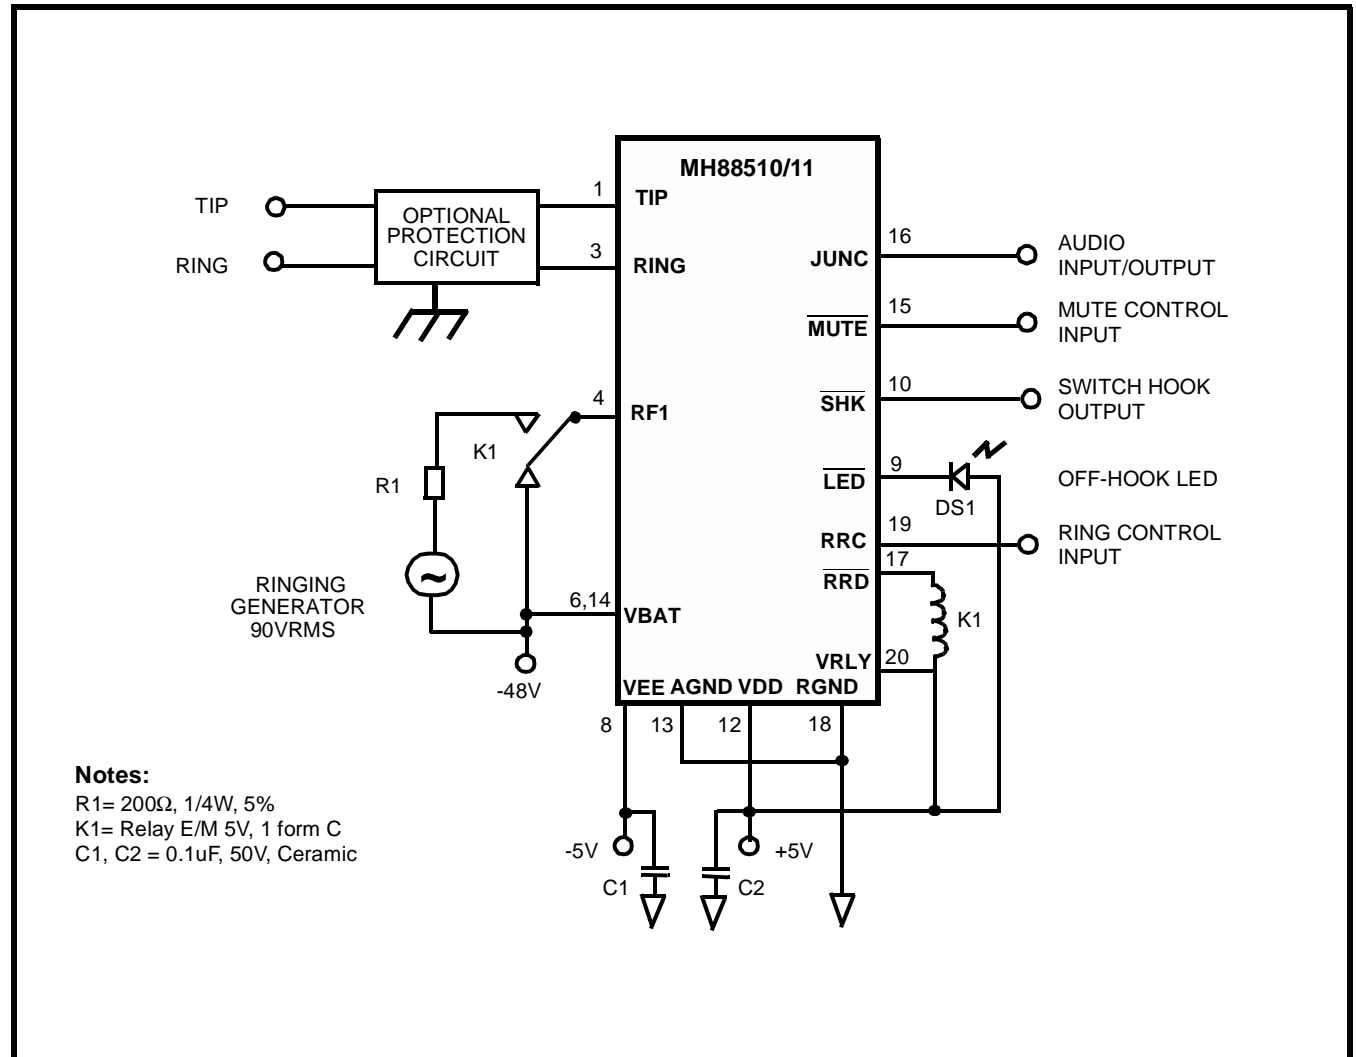 MH88510/11
TIP
1
TIP
OPTIONAL
PROTECTION
CIRCUIT
RING
3
RING
16
JUNC
AUDIO
INPUT/OUTPUT
15
MUTE
MUTE CONTROL
INPUT
10
SHK
SWITCH HOOK
OUTPUT
4
RF1
K1
R1
9
LED
DS1
OFF-HOOK LED
19
RRC
RING CONTROL
INPUT
17
RRD
K1
RINGING
GENERATOR
90VRMS
6,14
VBAT
-48V
VRLY
20
VEE AGND VDD RGND
8
13
12
18
-5V
+5V
C1
C2
Notes:
R1= 200Ω, 1/4W, 5%
K1= Relay E/M 5V, 1 form C
C1, C2 = 0.1uF, 50V, Ceramic